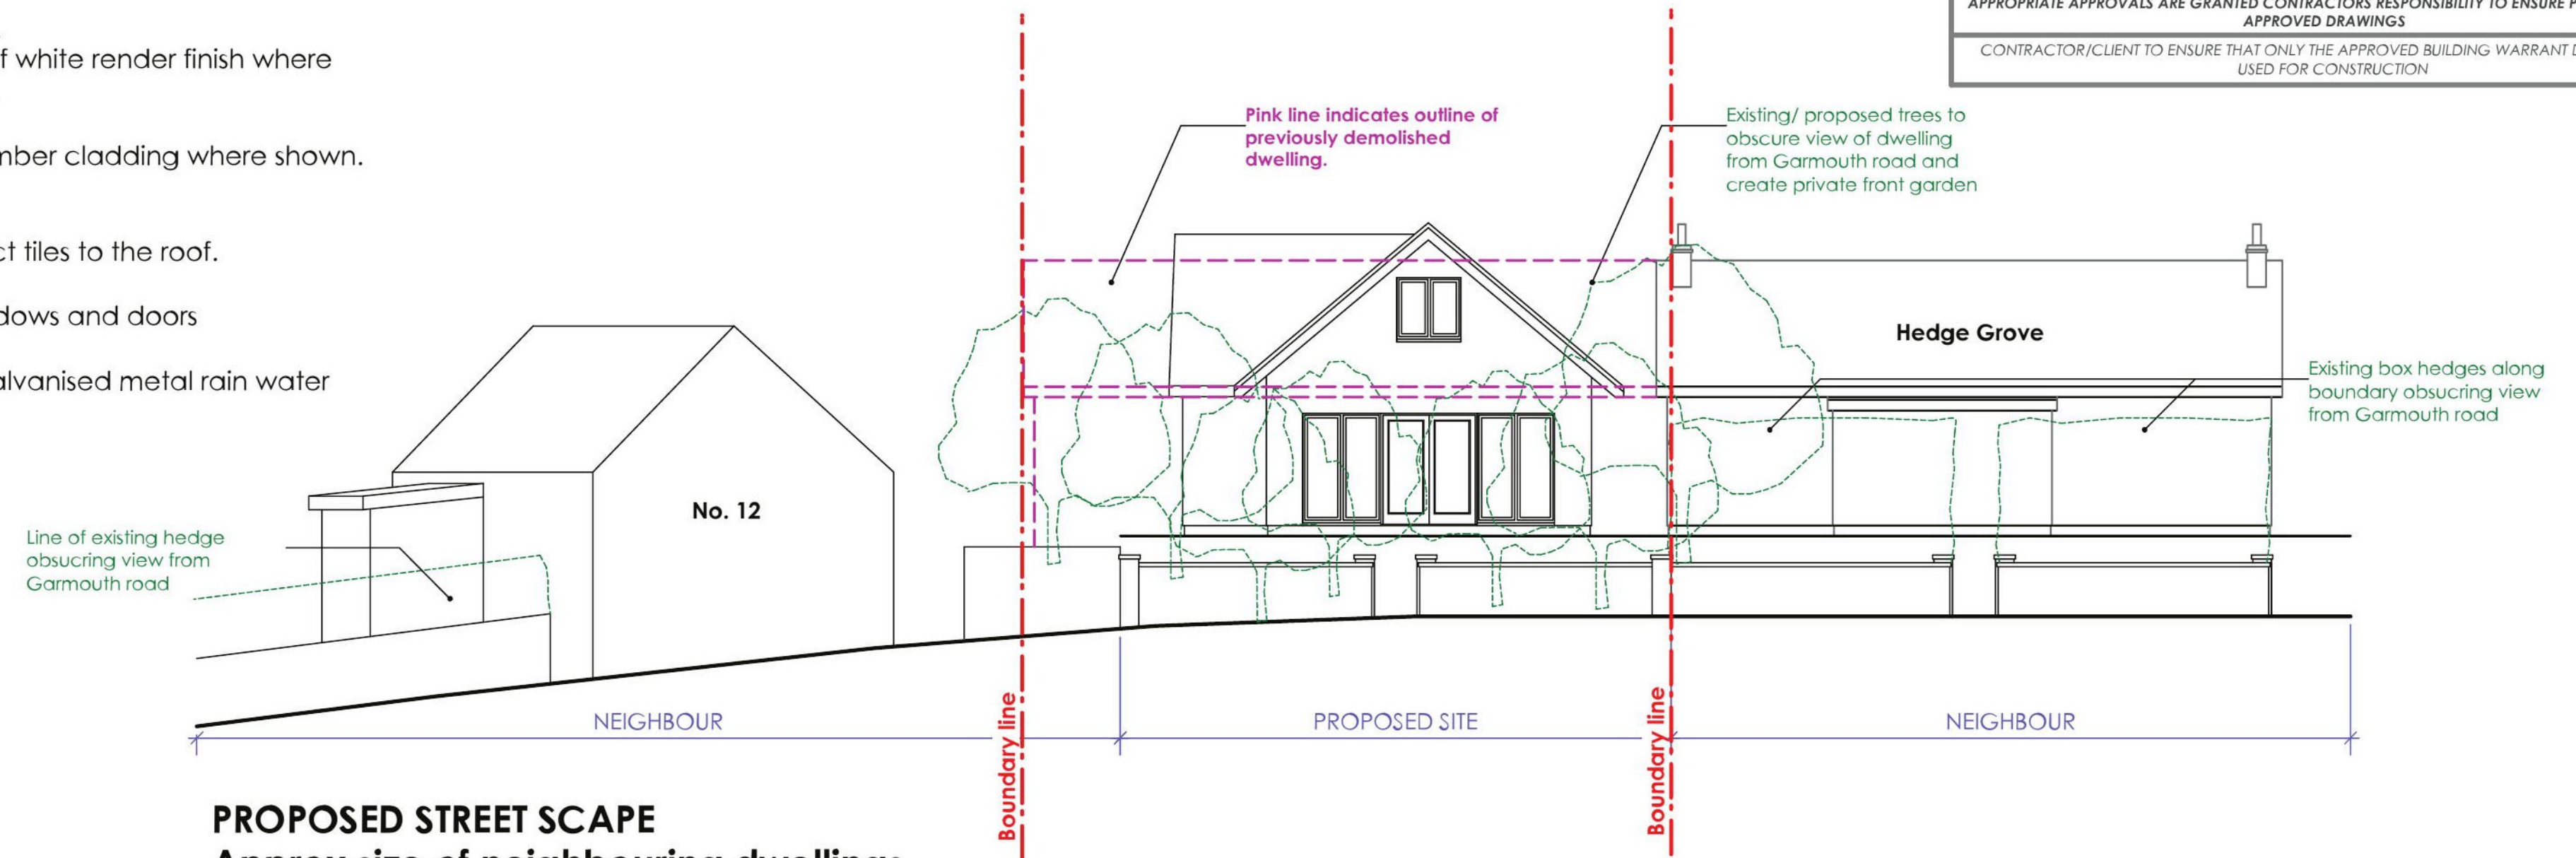 APPROPRIATE APPROVALS ARE GRANTED CONTRACTORS RESPONSIBILITY TO ENSURE
APPROVED DRAWINGS
CONTRACTOR/CLIENT TO ENSURE THAT ONLY THE APPROVED BUILDING WARRANT
USED FOR CONSTRUCTION
white render finish where
cladding where shown.
tiles to the roof.
and doors
metal rain water
Pink line indicates outline of
previously demolished
dwelling.
Existing/ proposed trees to
obscure view of dwelling
from Garmouth road and
create private front garden
Hedge Grove
Existing box hedges along
boundary obsucring view
from Garmouth road
No. 12
Line of existing hedge
obsucring view from
Garmouth road
NEIGHBOUR
Boundary line
PROPOSED SITE
Boundary line
NEIGHBOUR
PROPOSED STREET SCAPE
Approx size of neighbouring dwellings